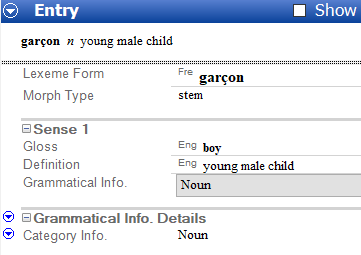 Entry Show
garçon n young male child
Lexeme Form Fre garçon
Morph Type stem
Sense 1
Gloss Eng boy
Definition Eng young male child
Grammatical Info. Noun
Grammatical Info. Details
Category Info. Noun